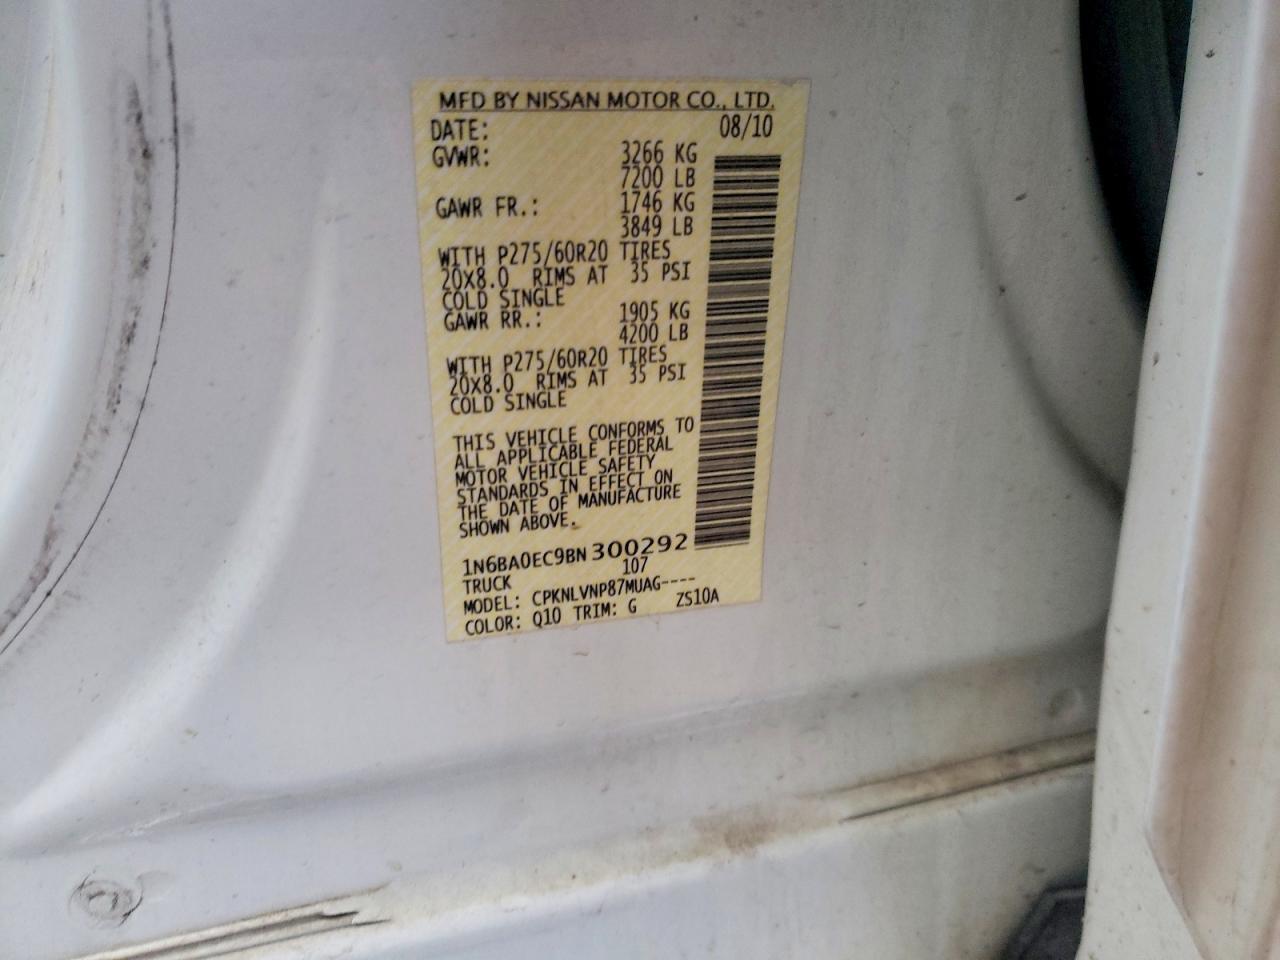 MFD BY NISSAN MOTOR CO., LTD.
DATE: 08/10
GVWR: 3266 KG
7200 LB
GAWR FR.: 1746 KG
3849 LB
WITH P275/60R20 TIRES
20X8.0 RIMS AT 35 PSI
COLD SINGLE
GAWR RR.: 1905 KG
4200 LB
WITH P275/60R20 TIRES
20X8.0 RIMS AT 35 PSI
COLD SINGLE
THIS VEHICLE CONFORMS TO
ALL APPLICABLE FEDERAL
MOTOR VEHICLE SAFETY
STANDARDS IN EFFECT ON
THE DATE OF MANUFACTURE
SHOWN ABOVE.
1N6BA0EC9BN300292
TRUCK 107
MODEL: CPKNLVNP87MUAG----
COLOR: Q10 TRIM: G ZS10A